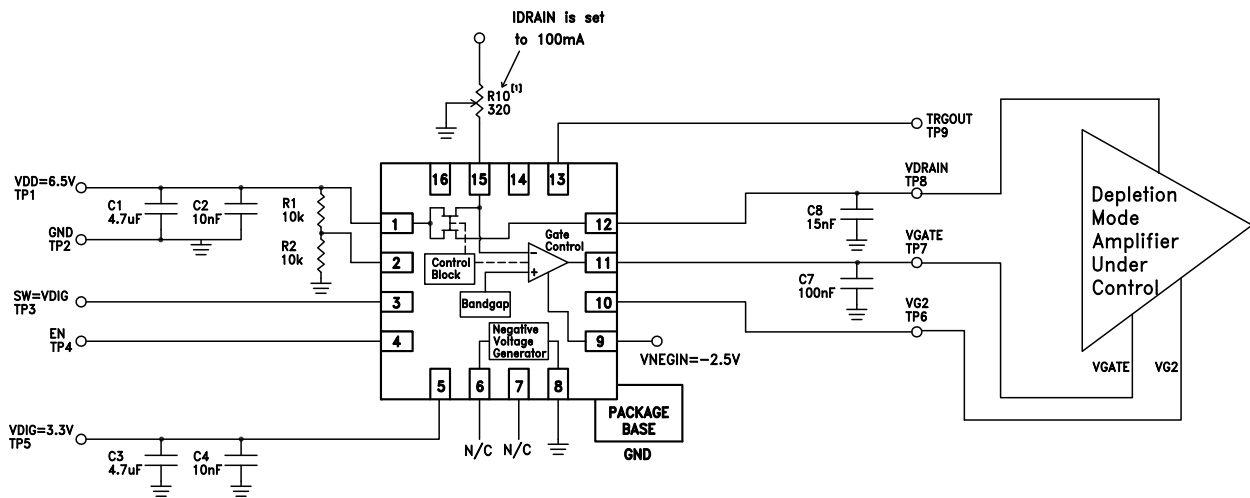 IDRAIN is set
to 100mA
R10[1]
320
TRGOUT
TP9
VDD=6.5V
TP1
C1
4.7uF
C2
10nF
R1
10k
GND
TP2
R2
10k
SW=VDIG
TP3
EN
TP4
VDIG=3.3V
TP5
C3
4.7uF
C4
10nF
16
15
14
13
1
2
3
4
5
6
7
8
12
11
10
9
Gate
Control
Control
Block
Bandgap
Negative
Voltage
Generator
N/C
N/C
VNEGIN=-2.5V
PACKAGE
BASE
GND
VDRAIN
TP8
C8
15nF
VGATE
TP7
C7
100nF
VG2
TP6
Depletion
Mode
Amplifier
Under
Control
VGATE
VG2